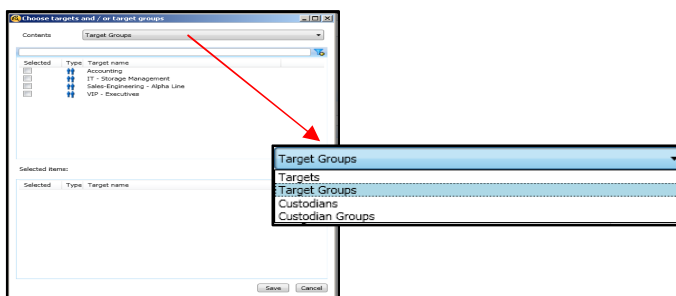 Choose targets and / or target groups
Contents Target Groups
Selected Type Target name
Accounting
IT - Storage Management
Sales-Engineering - Alpha Line
VIP - Executives
Target Groups
Targets
Target Groups
Custodians
Custodian Groups
Selected items:
Selected Type Target name
Save Cancel